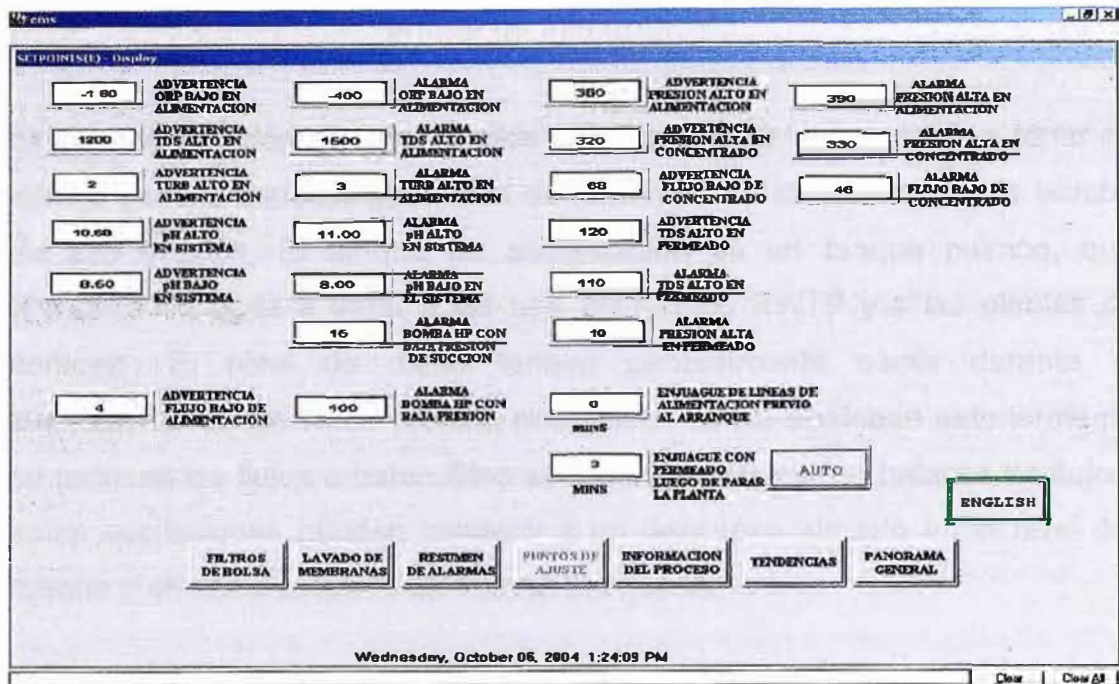 SETPOINTS(E) - Display
-180 ADVERTENCIA
ORP BAJO EN
ALIMENTACION
-400 ALARMA
ORP BAJO EN
ALIMENTACION
380 ADVERTENCIA
PRESION ALTO EN
ALIMENTACION
390 ALARMA
PRESION ALTA EN
ALIMENTACION
1200 ADVERTENCIA
TDS ALTO EN
ALIMENTACION
1500 ALARMA
TDS ALTO EN
ALIMENTACION
320 ADVERTENCIA
PRESION ALTA EN
CONCENTRADO
330 ALARMA
PRESION ALTA EN
CONCENTRADO
2 ADVERTENCIA
TURB ALTO EN
ALIMENTACION
3 ALARMA
TURB ALTO EN
ALIMENTACION
68 ADVERTENCIA
FLUJO BAJO DE
CONCENTRADO
46 ALARMA
FLUJO BAJO DE
CONCENTRADO
ADVERTENCIA
pH ALTO
EN SISTEMA
11.00 ALARMA
pH ALTO
EN SISTEMA
120 ADVERTENCIA
TDS ALTO EN
PERMEADO
8.50 ADVERTENCIA
pH BAJO
EN SISTEMA
8.00 ALARMA
pH BAJO EN
EL SISTEMA
110 ALARMA
TDS ALTO EN
PERMEADO
15 ALARMA
BOMBA HP CON
BAJA PRESION
DE SUCCION
10 ALARMA
PRESION ALTA
EN PERMEADO
4 ADVERTENCIA
FLUJO BAJO DE
ALIMENTACION
100 ALARMA
BOMBA HP CON
BAJA PRESION
0 ENJUAGUE DE LINEAS DE
ALIMENTACION PREVIO
AL ARRANQUE
MINS
3 ENJUAGUE CON
PERMEADO
LUEGO DE PARAR
LA PLANTA
MINS
AUTO
ENGLISH
FILTROS
DE BOLSA
LAVADO DE
MEMBRANAS
RESUMEN
DE ALARMAS
PUNTOS DE
AJUSTE
INFORMACION
DEL PROCESO
TENDENCIAS
PANORAMA
GENERAL
Wednesday, October 06, 2004 1:24:09 PM
Clear
Clear All